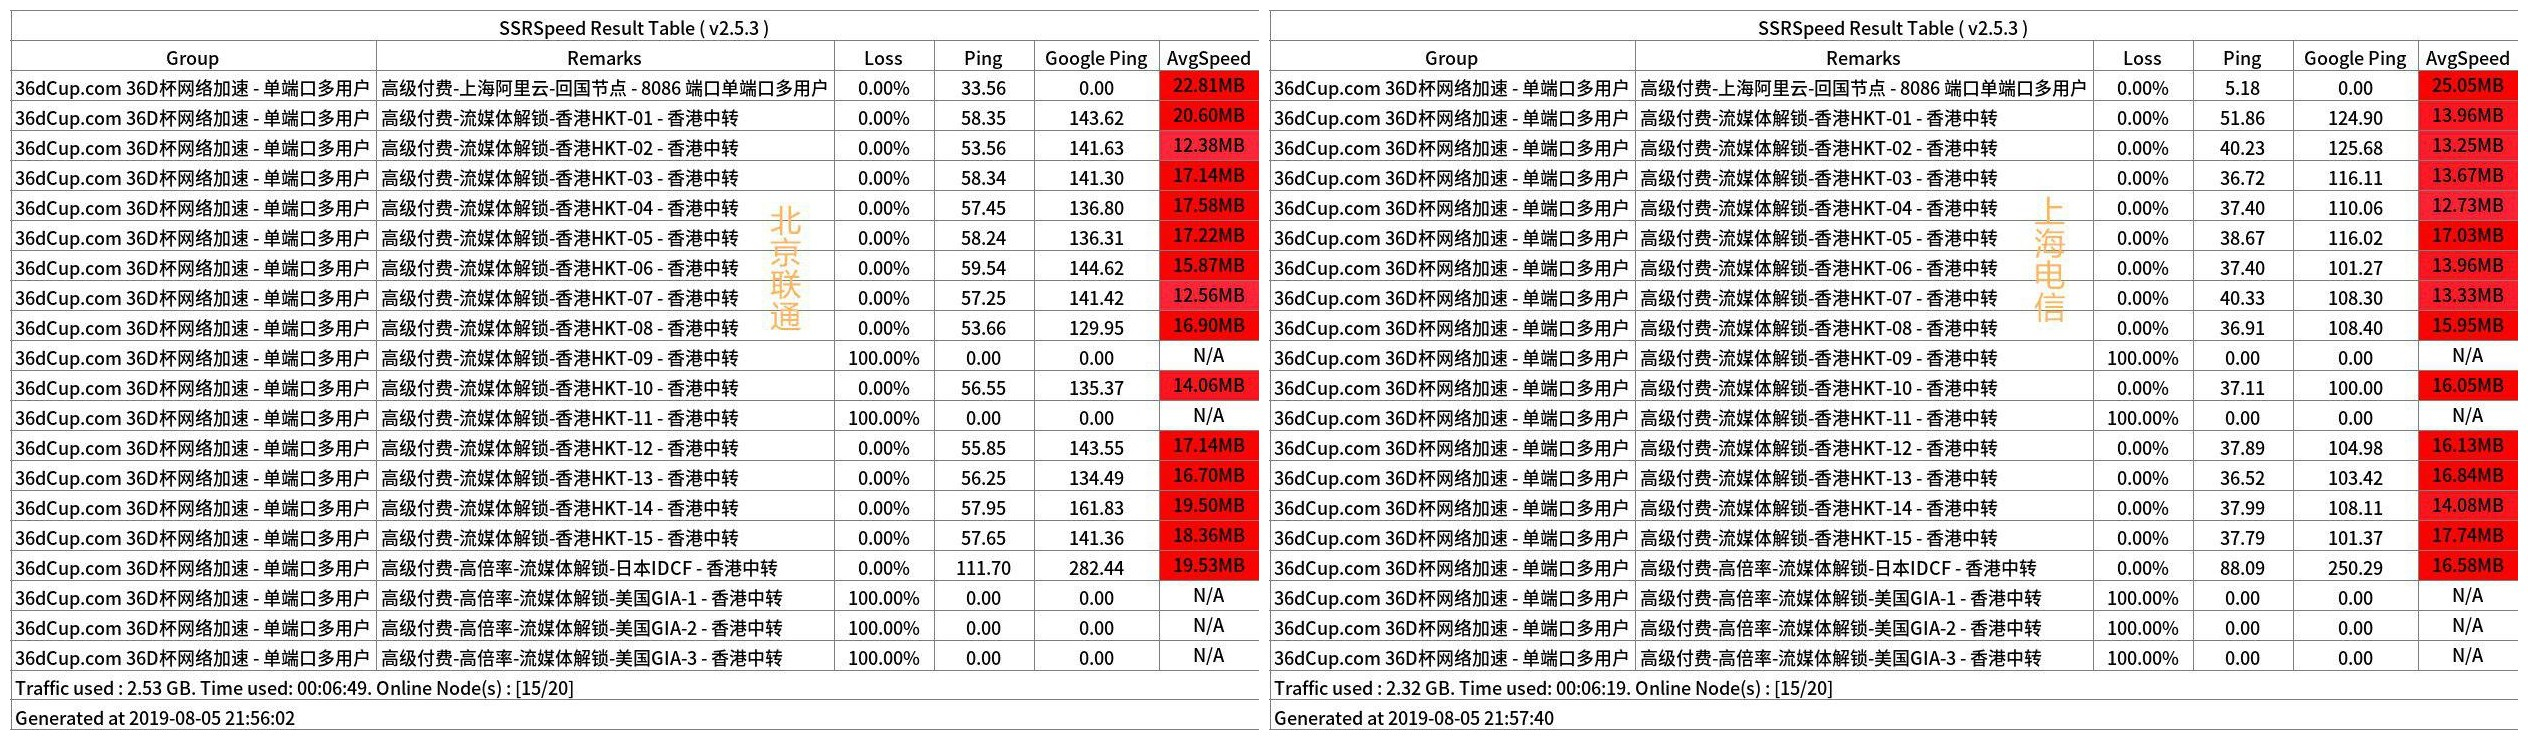 SSRSpeed Result Table ( v2.5.3 )
Group Remarks Loss Ping Google Ping AvgSpeed
36dCup.com 36D杯网络加速 - 单端口多用户 高级付费-上海阿里云-回国节点 - 8086 端口单端口多用户 0.00% 33.56 0.00 22.81MB
36dCup.com 36D杯网络加速 - 单端口多用户 高级付费-流媒体解锁-香港HKT-01 - 香港中转 0.00% 58.35 143.62 20.60MB
36dCup.com 36D杯网络加速 - 单端口多用户 高级付费-流媒体解锁-香港HKT-02 - 香港中转 0.00% 53.56 141.63 12.38MB
36dCup.com 36D杯网络加速 - 单端口多用户 高级付费-流媒体解锁-香港HKT-03 - 香港中转 0.00% 58.34 141.30 17.14MB
36dCup.com 36D杯网络加速 - 单端口多用户 高级付费-流媒体解锁-香港HKT-04 - 香港中转 0.00% 57.45 136.80 17.58MB
36dCup.com 36D杯网络加速 - 单端口多用户 高级付费-流媒体解锁-香港HKT-05 - 香港中转 0.00% 58.24 136.31 17.22MB
36dCup.com 36D杯网络加速 - 单端口多用户 高级付费-流媒体解锁-香港HKT-06 - 香港中转 0.00% 59.54 144.62 15.87MB
36dCup.com 36D杯网络加速 - 单端口多用户 高级付费-流媒体解锁-香港HKT-07 - 香港中转 0.00% 57.25 141.42 12.56MB
36dCup.com 36D杯网络加速 - 单端口多用户 高级付费-流媒体解锁-香港HKT-08 - 香港中转 0.00% 53.66 129.95 16.90MB
36dCup.com 36D杯网络加速 - 单端口多用户 高级付费-流媒体解锁-香港HKT-09 - 香港中转 100.00% 0.00 0.00 N/A
36dCup.com 36D杯网络加速 - 单端口多用户 高级付费-流媒体解锁-香港HKT-10 - 香港中转 0.00% 56.55 135.37 14.06MB
36dCup.com 36D杯网络加速 - 单端口多用户 高级付费-流媒体解锁-香港HKT-11 - 香港中转 100.00% 0.00 0.00 N/A
36dCup.com 36D杯网络加速 - 单端口多用户 高级付费-流媒体解锁-香港HKT-12 - 香港中转 0.00% 55.85 143.55 17.14MB
36dCup.com 36D杯网络加速 - 单端口多用户 高级付费-流媒体解锁-香港HKT-13 - 香港中转 0.00% 56.25 134.49 16.70MB
36dCup.com 36D杯网络加速 - 单端口多用户 高级付费-流媒体解锁-香港HKT-14 - 香港中转 0.00% 57.95 161.83 19.50MB
36dCup.com 36D杯网络加速 - 单端口多用户 高级付费-流媒体解锁-香港HKT-15 - 香港中转 0.00% 57.65 141.36 18.36MB
36dCup.com 36D杯网络加速 - 单端口多用户 高级付费-高倍率-流媒体解锁-日本IDCF - 香港中转 0.00% 111.70 282.44 19.53MB
36dCup.com 36D杯网络加速 - 单端口多用户 高级付费-高倍率-流媒体解锁-美国GIA-1 - 香港中转 100.00% 0.00 0.00 N/A
36dCup.com 36D杯网络加速 - 单端口多用户 高级付费-高倍率-流媒体解锁-美国GIA-2 - 香港中转 100.00% 0.00 0.00 N/A
36dCup.com 36D杯网络加速 - 单端口多用户 高级付费-高倍率-流媒体解锁-美国GIA-3 - 香港中转 100.00% 0.00 0.00 N/A
Traffic used : 2.53 GB. Time used: 00:06:49. Online Node(s) : [15/20]
Generated at 2019-08-05 21:56:02
北京联通
SSRSpeed Result Table ( v2.5.3 )
Group Remarks Loss Ping Google Ping AvgSpeed
36dCup.com 36D杯网络加速 - 单端口多用户 高级付费-上海阿里云-回国节点 - 8086 端口单端口多用户 0.00% 5.18 0.00 25.05MB
36dCup.com 36D杯网络加速 - 单端口多用户 高级付费-流媒体解锁-香港HKT-01 - 香港中转 0.00% 51.86 124.90 13.96MB
36dCup.com 36D杯网络加速 - 单端口多用户 高级付费-流媒体解锁-香港HKT-02 - 香港中转 0.00% 40.23 125.68 13.25MB
36dCup.com 36D杯网络加速 - 单端口多用户 高级付费-流媒体解锁-香港HKT-03 - 香港中转 0.00% 36.72 116.11 13.67MB
36dCup.com 36D杯网络加速 - 单端口多用户 高级付费-流媒体解锁-香港HKT-04 - 香港中转 0.00% 37.40 110.06 12.73MB
36dCup.com 36D杯网络加速 - 单端口多用户 高级付费-流媒体解锁-香港HKT-05 - 香港中转 0.00% 38.67 116.02 17.03MB
36dCup.com 36D杯网络加速 - 单端口多用户 高级付费-流媒体解锁-香港HKT-06 - 香港中转 0.00% 37.40 101.27 13.96MB
36dCup.com 36D杯网络加速 - 单端口多用户 高级付费-流媒体解锁-香港HKT-07 - 香港中转 0.00% 40.33 108.30 13.33MB
36dCup.com 36D杯网络加速 - 单端口多用户 高级付费-流媒体解锁-香港HKT-08 - 香港中转 0.00% 36.91 108.40 15.95MB
36dCup.com 36D杯网络加速 - 单端口多用户 高级付费-流媒体解锁-香港HKT-09 - 香港中转 100.00% 0.00 0.00 N/A
36dCup.com 36D杯网络加速 - 单端口多用户 高级付费-流媒体解锁-香港HKT-10 - 香港中转 0.00% 37.11 100.00 16.05MB
36dCup.com 36D杯网络加速 - 单端口多用户 高级付费-流媒体解锁-香港HKT-11 - 香港中转 100.00% 0.00 0.00 N/A
36dCup.com 36D杯网络加速 - 单端口多用户 高级付费-流媒体解锁-香港HKT-12 - 香港中转 0.00% 37.89 104.98 16.13MB
36dCup.com 36D杯网络加速 - 单端口多用户 高级付费-流媒体解锁-香港HKT-13 - 香港中转 0.00% 36.52 103.42 16.84MB
36dCup.com 36D杯网络加速 - 单端口多用户 高级付费-流媒体解锁-香港HKT-14 - 香港中转 0.00% 37.99 108.11 14.08MB
36dCup.com 36D杯网络加速 - 单端口多用户 高级付费-流媒体解锁-香港HKT-15 - 香港中转 0.00% 37.79 101.37 17.74MB
36dCup.com 36D杯网络加速 - 单端口多用户 高级付费-高倍率-流媒体解锁-日本IDCF - 香港中转 0.00% 88.09 250.29 16.58MB
36dCup.com 36D杯网络加速 - 单端口多用户 高级付费-高倍率-流媒体解锁-美国GIA-1 - 香港中转 100.00% 0.00 0.00 N/A
36dCup.com 36D杯网络加速 - 单端口多用户 高级付费-高倍率-流媒体解锁-美国GIA-2 - 香港中转 100.00% 0.00 0.00 N/A
36dCup.com 36D杯网络加速 - 单端口多用户 高级付费-高倍率-流媒体解锁-美国GIA-3 - 香港中转 100.00% 0.00 0.00 N/A
Traffic used : 2.32 GB. Time used: 00:06:19. Online Node(s) : [15/20]
Generated at 2019-08-05 21:57:40
上海电信